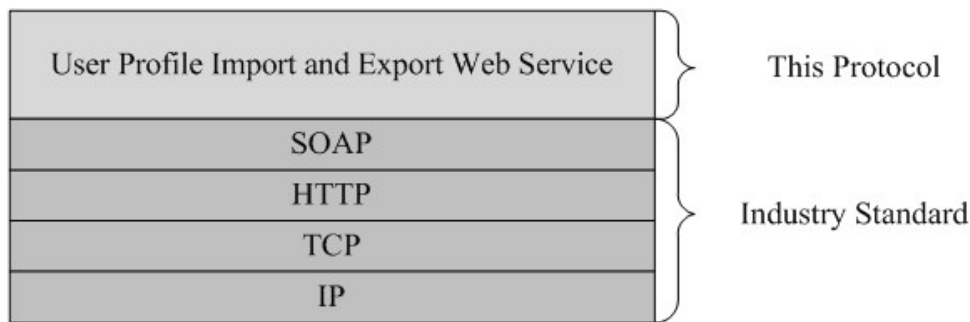 User Profile Import and Export Web Service
This Protocol
SOAP
HTTP
TCP
IP
Industry Standard